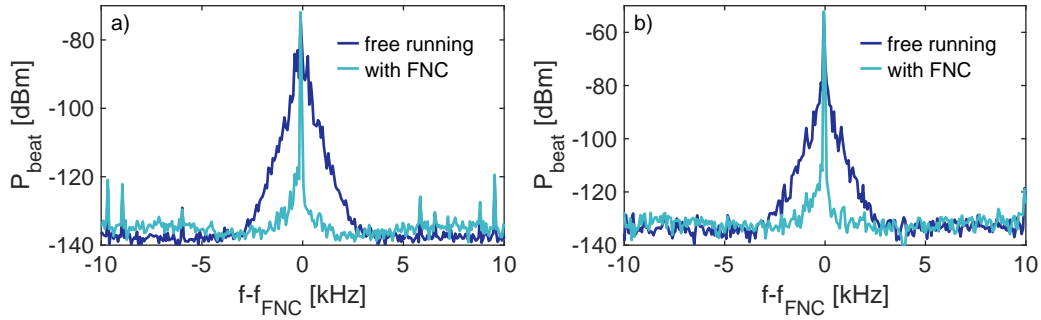 a)
free running
with FNC
-80
-100
-120
-140
P_beat [dBm]
-10 -5 0 5 10
f-f_FNC [kHz]
b)
free running
with FNC
-60
-80
-100
-120
-140
P_beat [dBm]
-10 -5 0 5 10
f-f_FNC [kHz]